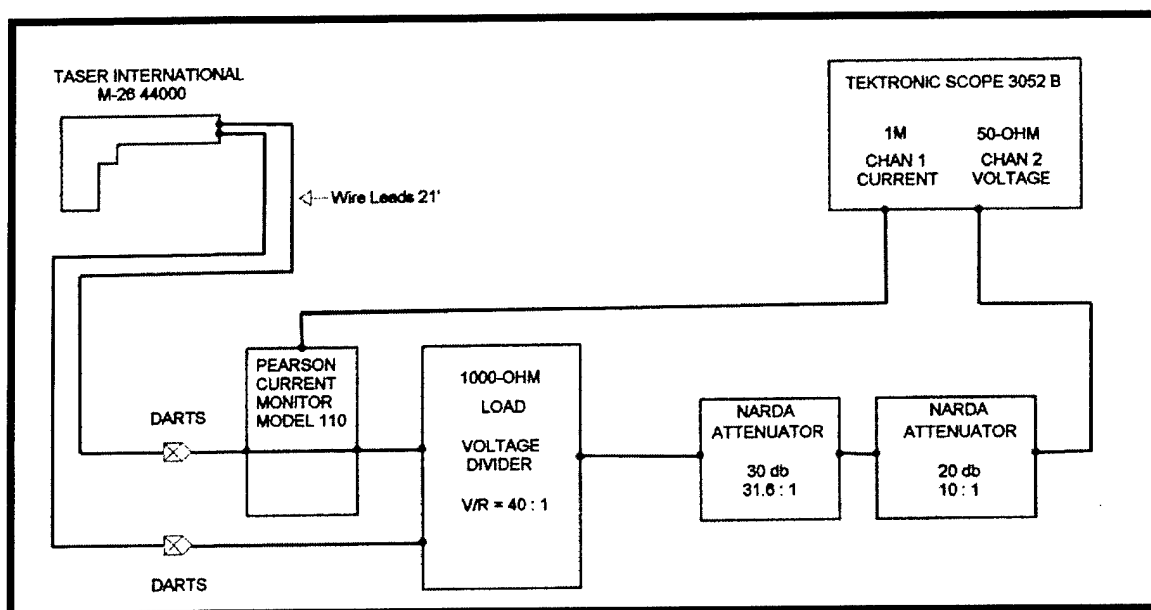 TASER INTERNATIONAL
M-26 44000
Wire Leads 21'
TEKTRONIC SCOPE 3052 B
1M 50-OHM
CHAN 1 CHAN 2
CURRENT VOLTAGE
PEARSON
CURRENT
MONITOR
MODEL 110
DARTS
DARTS
1000-OHM
LOAD
VOLTAGE
DIVIDER
V/R = 40 : 1
NARDA
ATTENUATOR
30 db
31.6 : 1
NARDA
ATTENUATOR
20 db
10 : 1